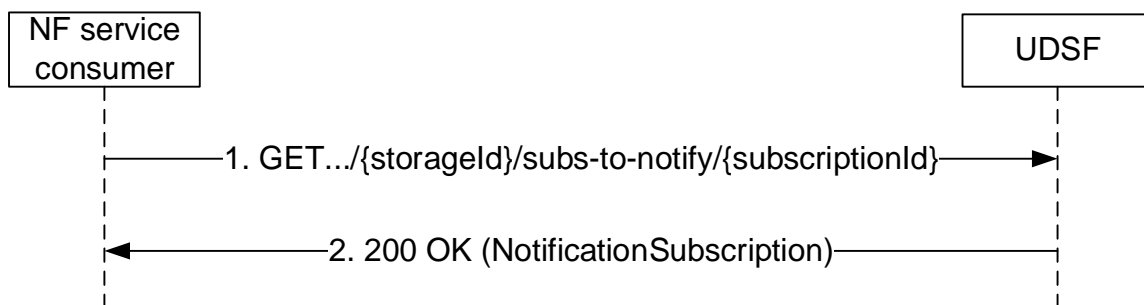 NF service
consumer
UDSF
1. GET.../{storageId}/subs-to-notify/{subscriptionId}
2. 200 OK (NotificationSubscription)